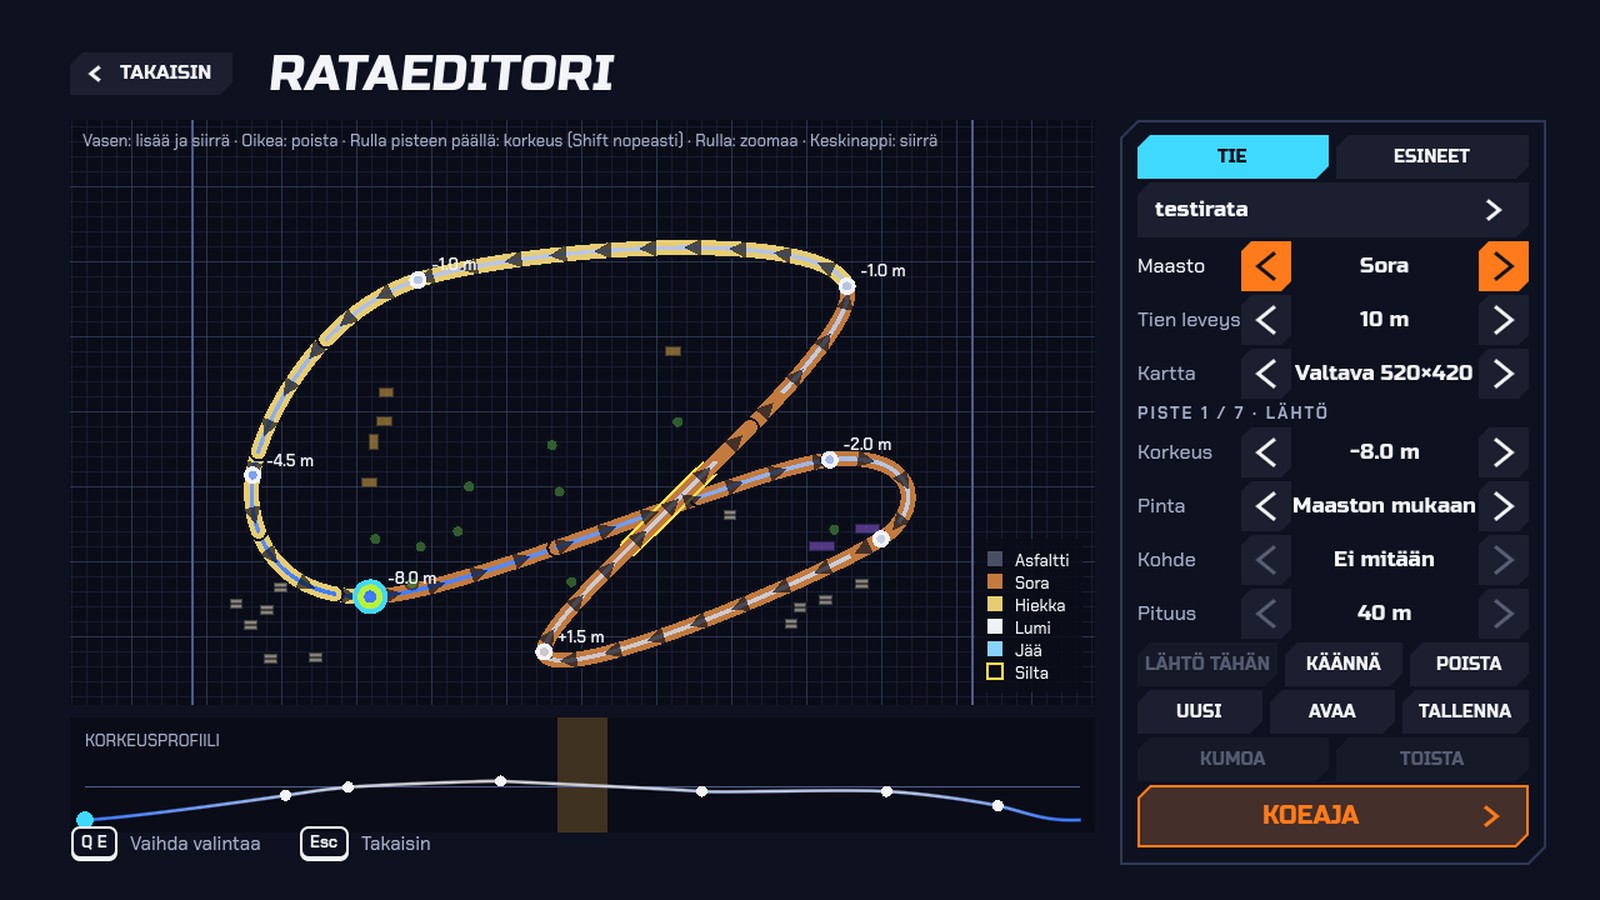 TAKAISIN
RATAEDITORI
Vasen: lisää ja siirrä · Oikea: poista · Rulla pisteen päällä: korkeus (Shift nopeasti) · Rulla: zoomaa · Keskinappi: siirrä
-1.0 m
-1.0 m
-2.0 m
-4.5 m
-8.0 m
+1.5 m
Asfaltti
Sora
Hiekka
Lumi
Jää
Silta
KORKEUSPROFIILI
Q E Vaihda valintaa
Esc Takaisin
TIE
ESINEET
testirata
Maasto Sora
Tien leveys 10 m
Kartta Valtava 520×420
PISTE 1 / 7 · LÄHTÖ
Korkeus -8.0 m
Pinta Maaston mukaan
Kohde Ei mitään
Pituus 40 m
LÄHTÖ TÄHÄN KÄÄNNÄ POISTA
UUSI AVAA TALLENNA
KUMOA TOISTA
KOEAJA